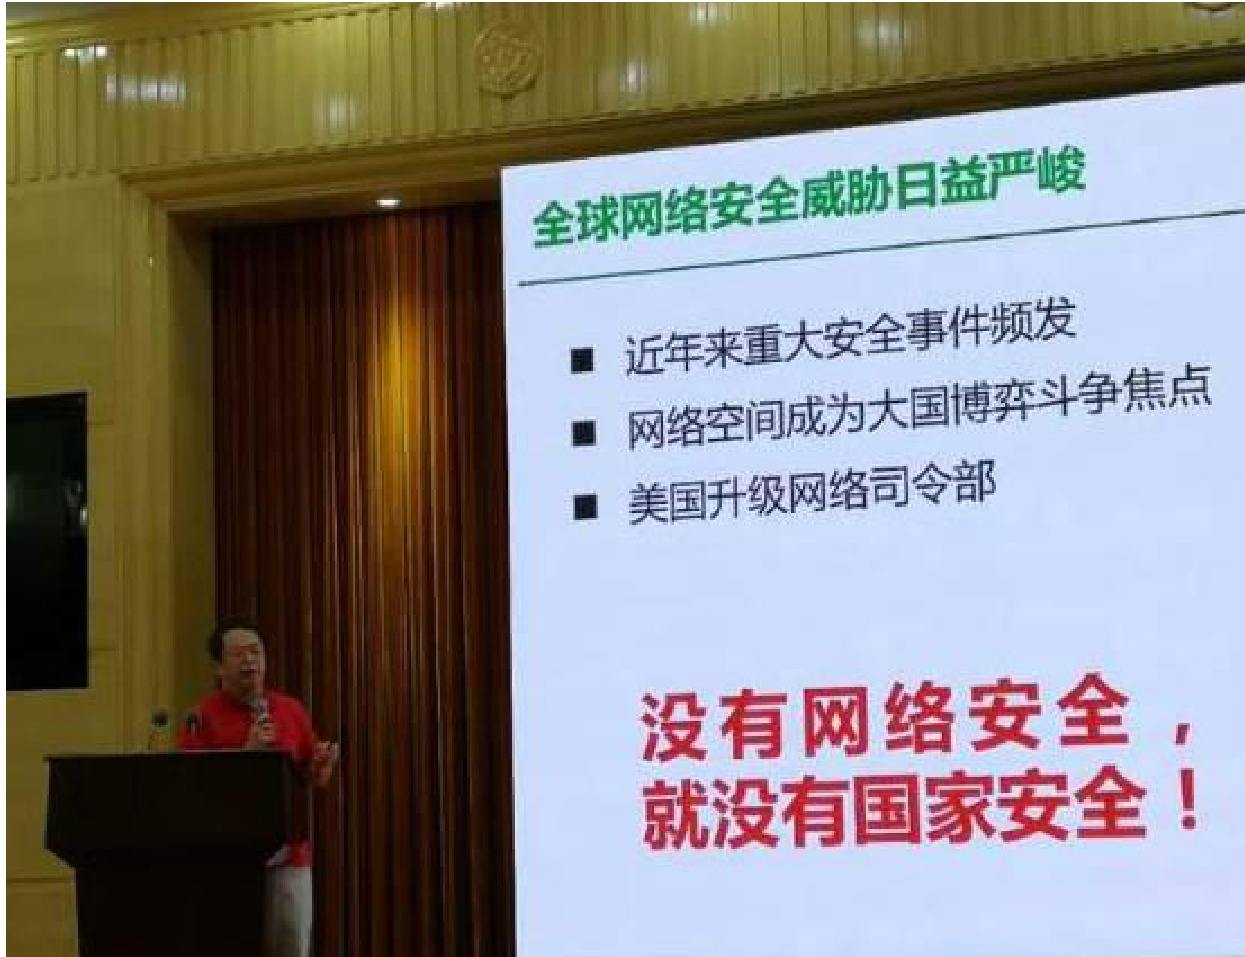 全球网络安全威胁日益严峻
■ 近年来重大安全事件频发
■ 网络空间成为大国博弈斗争焦点
■ 美国升级网络司令部
没有网络安全，
就没有国家安全！